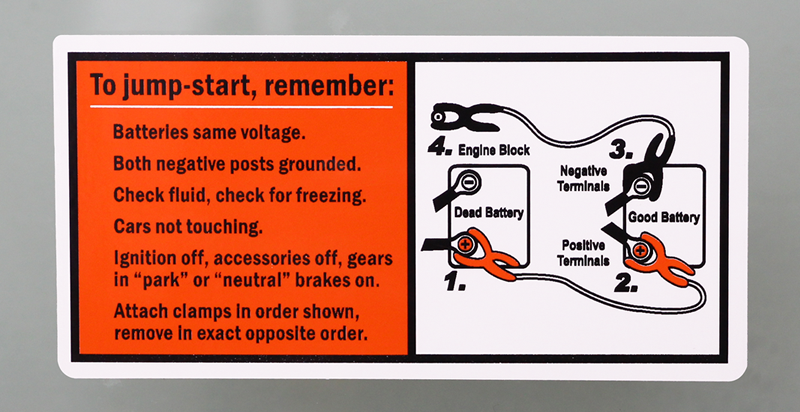 To jump-start, remember:
Batteries same voltage.
Both negative posts grounded.
Check fluid, check for freezing.
Cars not touching.
Ignition off, accessories off, gears
in “park” or “neutral” brakes on.
Attach clamps in order shown,
remove in exact opposite order.
4. Engine Block
3.
Negative
Terminals
Dead Battery
Good Battery
Positive
Terminals
1.
2.